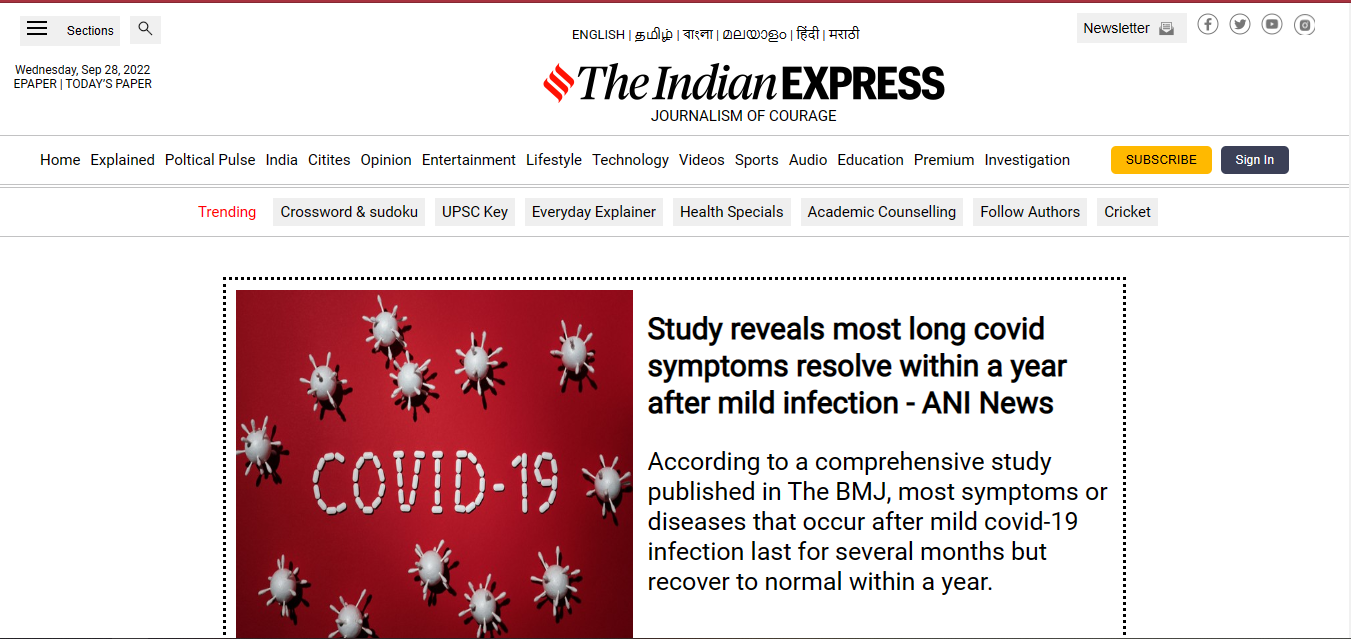 Sections
ENGLISH | தமிழ் | বাংলা | മലയാളം | हिंदी | मराठी
Newsletter
Wednesday, Sep 28, 2022
EPAPER | TODAY'S PAPER
The Indian EXPRESS
JOURNALISM OF COURAGE
Home Explained Poltical Pulse India Citites Opinion Entertainment Lifestyle Technology Videos Sports Audio Education Premium Investigation SUBSCRIBE Sign In
Trending Crossword & sudoku UPSC Key Everyday Explainer Health Specials Academic Counselling Follow Authors Cricket
COVID-19
Study reveals most long covid
symptoms resolve within a year
after mild infection - ANI News
According to a comprehensive study
published in The BMJ, most symptoms or
diseases that occur after mild covid-19
infection last for several months but
recover to normal within a year.